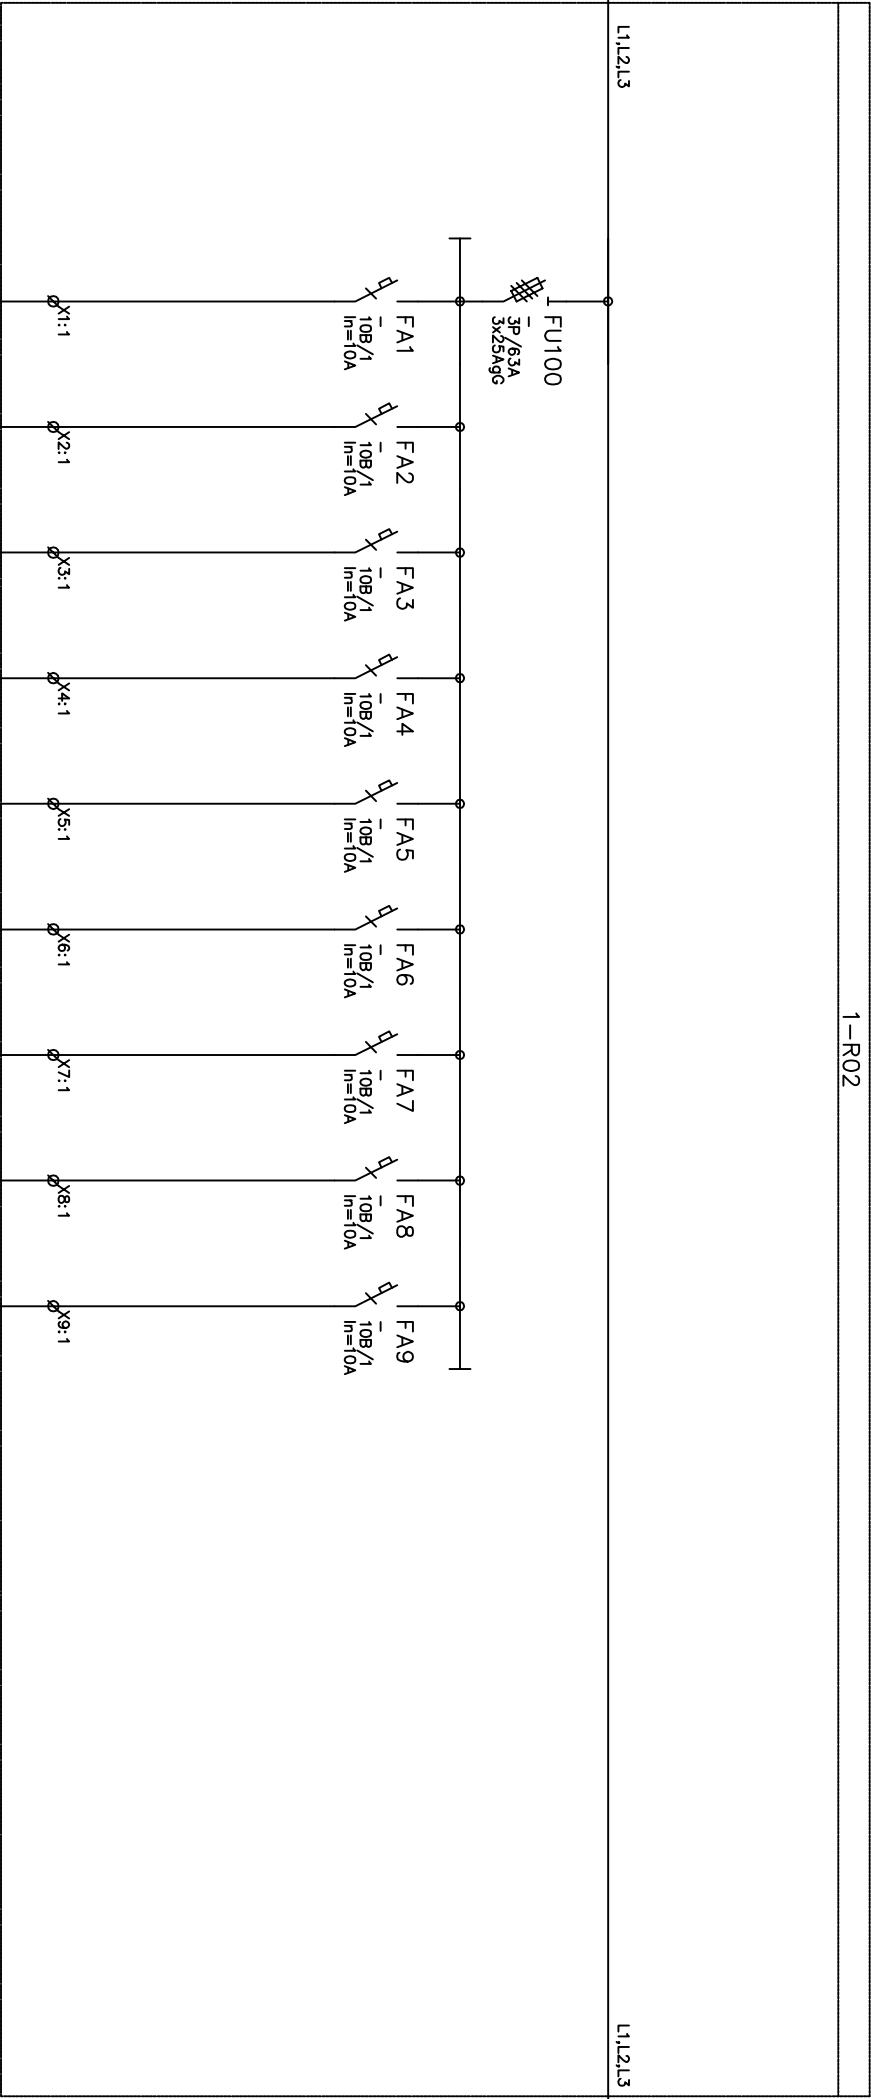 1-R02
L1,L2,L3
L1,L2,L3
FU100
-
3P/63A
3x25AgG
FA1
-
10B/1
In=10A
FA2
-
10B/1
In=10A
FA3
-
10B/1
In=10A
FA4
-
10B/1
In=10A
FA5
-
10B/1
In=10A
FA6
-
10B/1
In=10A
FA7
-
10B/1
In=10A
FA8
-
10B/1
In=10A
FA9
-
10B/1
In=10A
X1:1
X2:1
X3:1
X4:1
X5:1
X6:1
X7:1
X8:1
X9:1